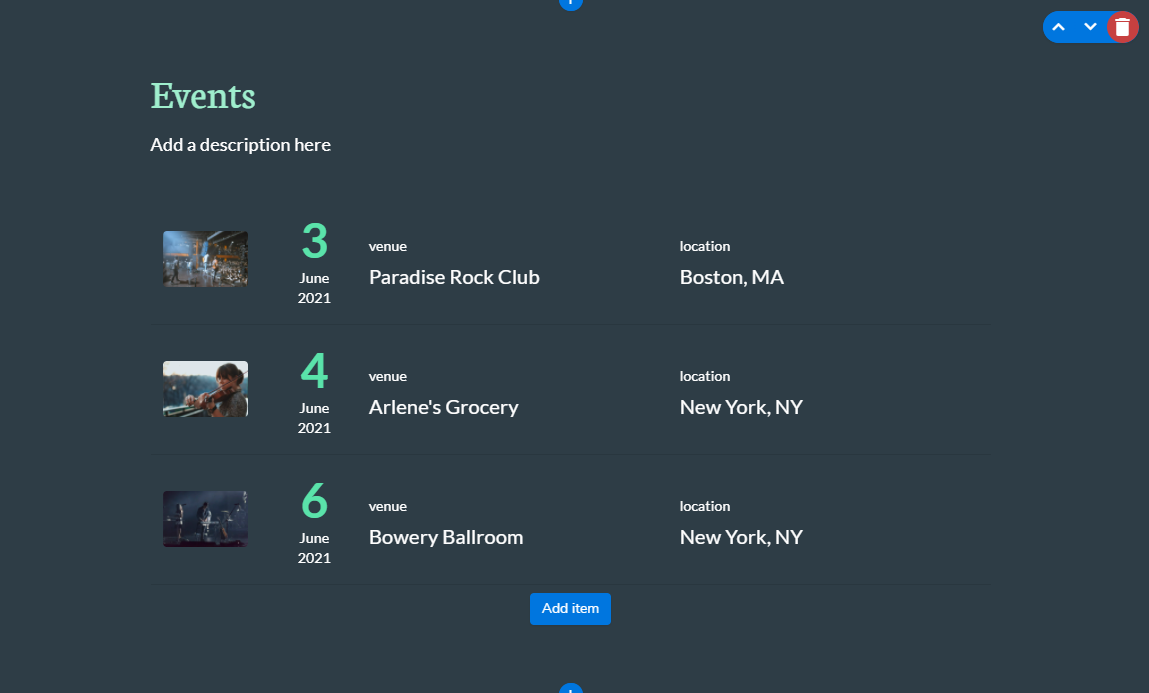 Events
Add a description here
3
June
2021
venue
Paradise Rock Club
location
Boston, MA
4
June
2021
venue
Arlene's Grocery
location
New York, NY
6
June
2021
venue
Bowery Ballroom
location
New York, NY
Add item